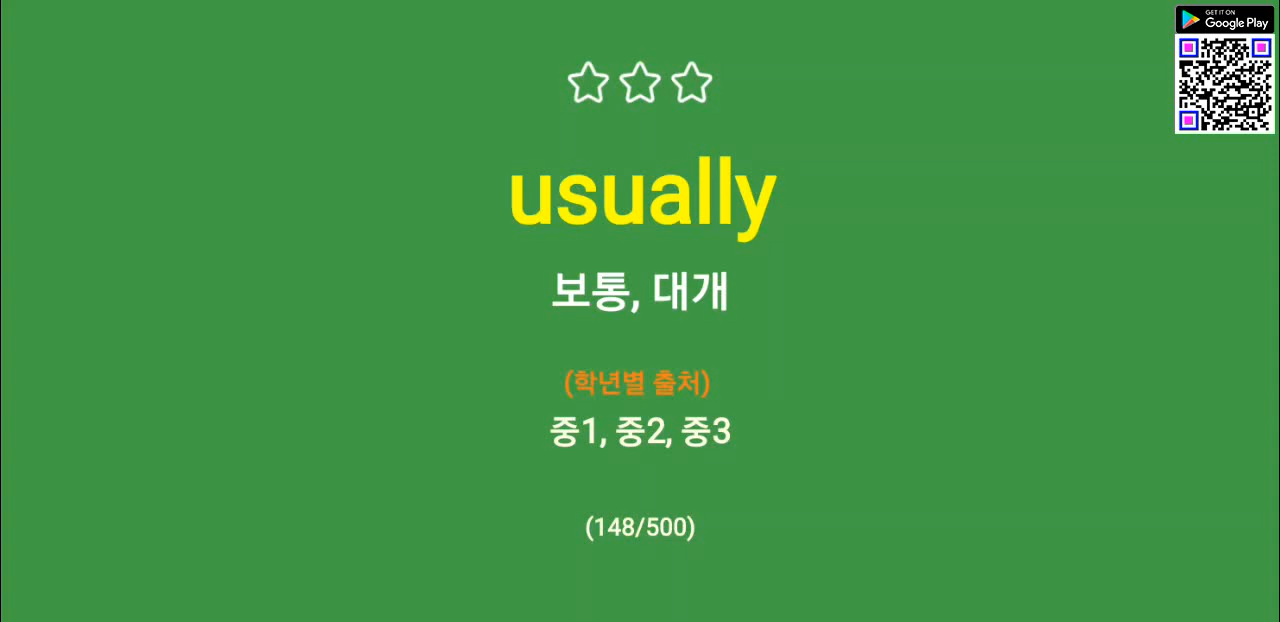 GET IT ON
Google Play
usually
보통, 대개
(학년별 출처)
중1, 중2, 중3
(148/500)